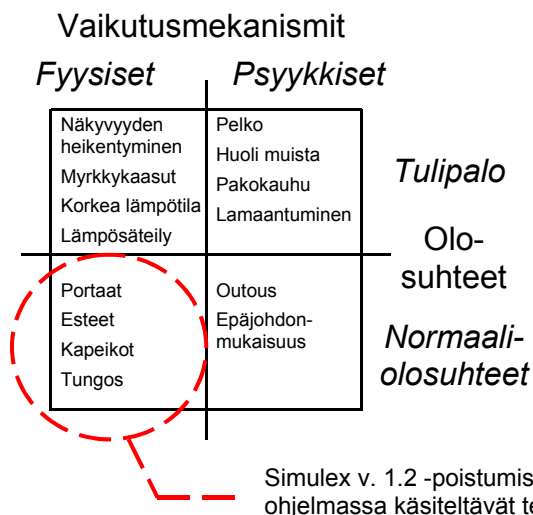 Vaikutusmekanismit
Fyysiset
Psyykkiset
Näkyvyyden
heikentyminen
Myrkkykaasut
Korkea lämpötila
Lämpösäteily
Pelko
Huoli muista
Pakokauhu
Lamaantuminen
Tulipalo
Olo-
suhteet
Portaat
Esteet
Kapeikot
Tungos
Outous
Epäjohdon-
mukaisuus
Normaali-
olosuhteet
Simulex v. 1.2 -poistumis
ohjelmassa käsiteltävät te